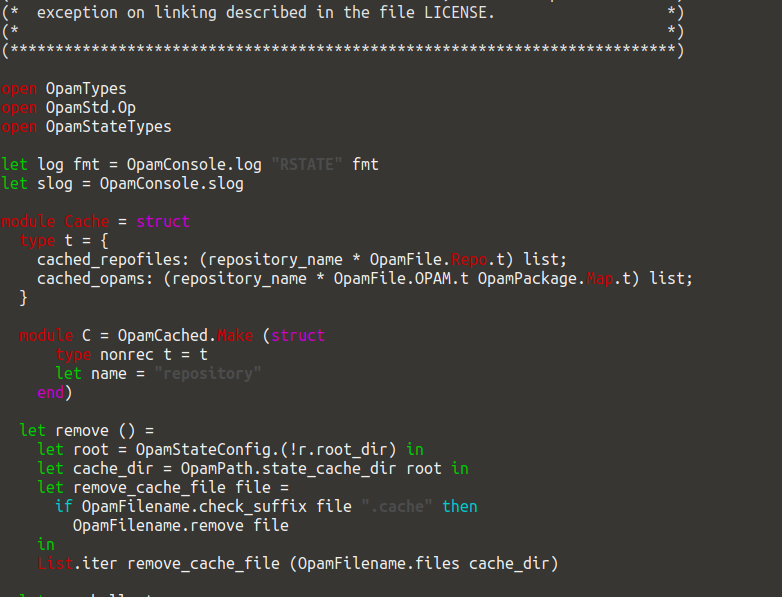 (*  exception on linking described in the file LICENSE.                   *)
(*                                                                        *)
(**************************************************************************)
open OpamTypes
open OpamStd.Op
open OpamStateTypes
let log fmt = OpamConsole.log "RSTATE" fmt
let slog = OpamConsole.slog
module Cache = struct
  type t = {
    cached_repofiles: (repository_name * OpamFile.Repo.t) list;
    cached_opams: (repository_name * OpamFile.OPAM.t OpamPackage.Map.t) list;
  }
  module C = OpamCached.Make (struct
      type nonrec t = t
      let name = "repository"
    end)
  let remove () =
    let root = OpamStateConfig.(!r.root_dir) in
    let cache_dir = OpamPath.state_cache_dir root in
    let remove_cache_file file =
      if OpamFilename.check_suffix file ".cache" then
        OpamFilename.remove file
    in
    List.iter remove_cache_file (OpamFilename.files cache_dir)